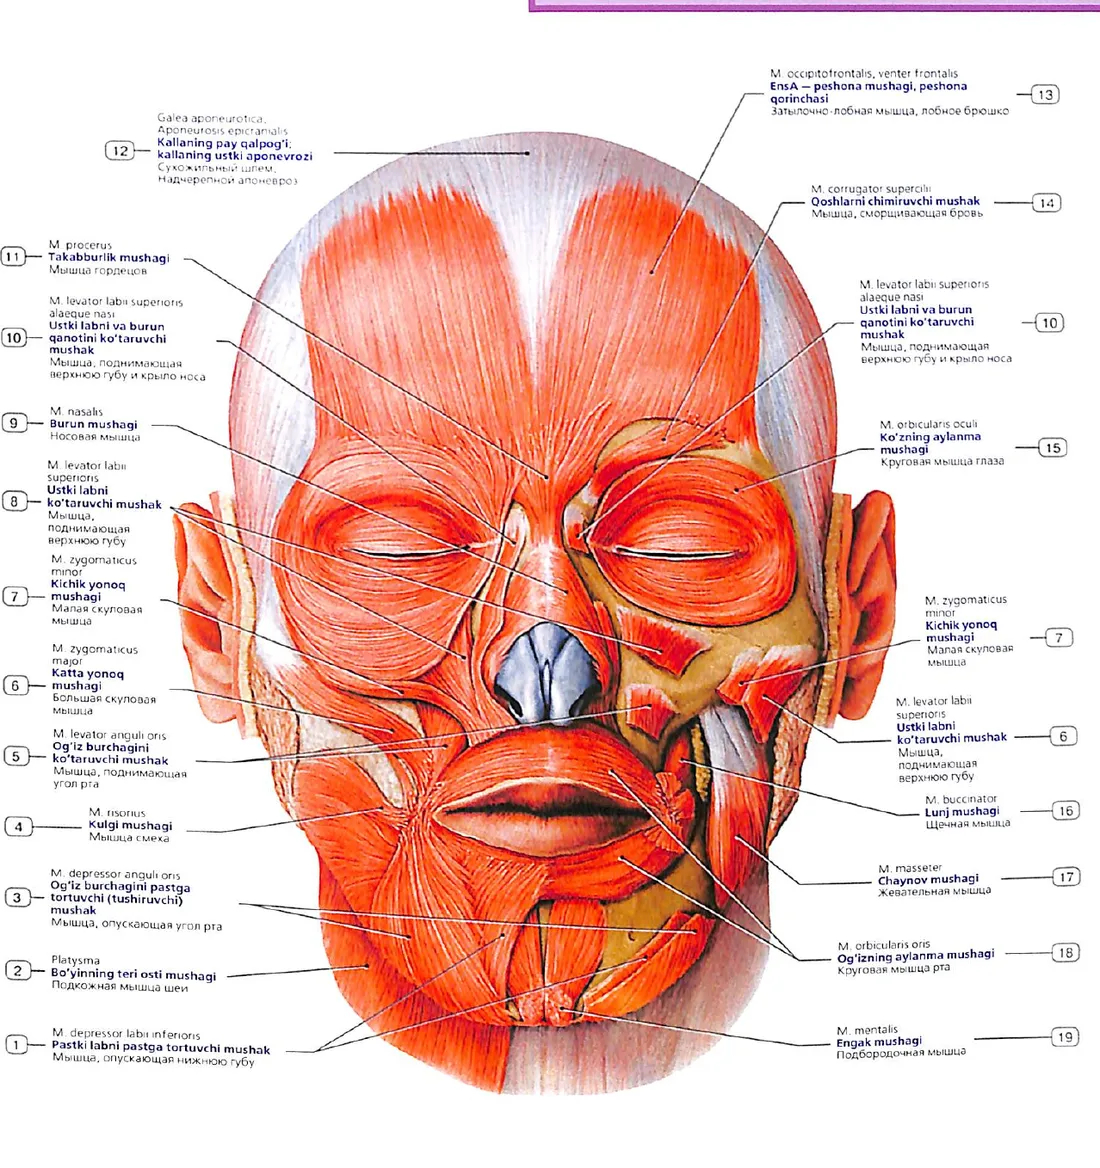 Galea aponeurotica,
Aponeurosis epicranialis
12
Kallaning pay qalpog'i;
kallaning ustki aponevrozi
Сухожильный шлем,
Надчерепной апоневроз
M. procerus
11
Takabburlik mushagi
Мышца гордецов
M. levator labii superioris
alaeque nasi
Ustki labni va burun
10
qanotini ko'taruvchi
mushak
Мышца, поднимающая
верхнюю губу и крыло носа
M. nasalis
9
Burun mushagi
Носовая мышца
M. levator labii
superioris
Ustki labni
8
ko'taruvchi mushak
Мышца,
поднимающая
верхнюю губу
M. zygomaticus
minor
Kichik yonoq
7
mushagi
Малая скуловая
мышца
M. zygomaticus
major
Katta yonoq
6
mushagi
Большая скуловая
мышца
M. levator anguli oris
Og'iz burchagini
5
ko'taruvchi mushak
Мышца, поднимающая
угол рта
M. risorius
4
Kulgi mushagi
Мышца смеха
M. depressor anguli oris
Og'iz burchagini pastga
3
tortuvchi (tushiruvchi)
mushak
Мышца, опускающая угол рта
Platysma
2
Bo'yinning teri osti mushagi
Подкожная мышца шеи
M. depressor labii inferioris
1
Pastki labni pastga tortuvchi mushak
Мышца, опускающая нижнюю губу
M. occipitofrontalis, venter frontalis
EnsA — peshona mushagi, peshona
13
qorinchasi
Затылочно-лобная мышца, лобное брюшко
M. corrugator supercilii
Qoshlarni chimiruvchi mushak
14
Мышца, сморщивающая бровь
M. levator labii superioris
alaeque nasi
Ustki labni va burun
qanotini ko'taruvchi
10
mushak
Мышца, поднимающая
верхнюю губу и крыло носа
M. orbicularis oculi
Ko'zning aylanma
mushagi
15
Круговая мышца глаза
M. zygomaticus
minor
Kichik yonoq
mushagi
7
Малая скуловая
мышца
M. levator labii
superioris
Ustki labni
ko'taruvchi mushak
6
Мышца,
поднимающая
верхнюю губу
M. buccinator
Lunj mushagi
16
Щечная мышца
M. masseter
Chaynov mushagi
17
Жевательная мышца
M. orbicularis oris
Og'izning aylanma mushagi
18
Круговая мышца рта
M. mentalis
Engak mushagi
19
Подбородочная мышца